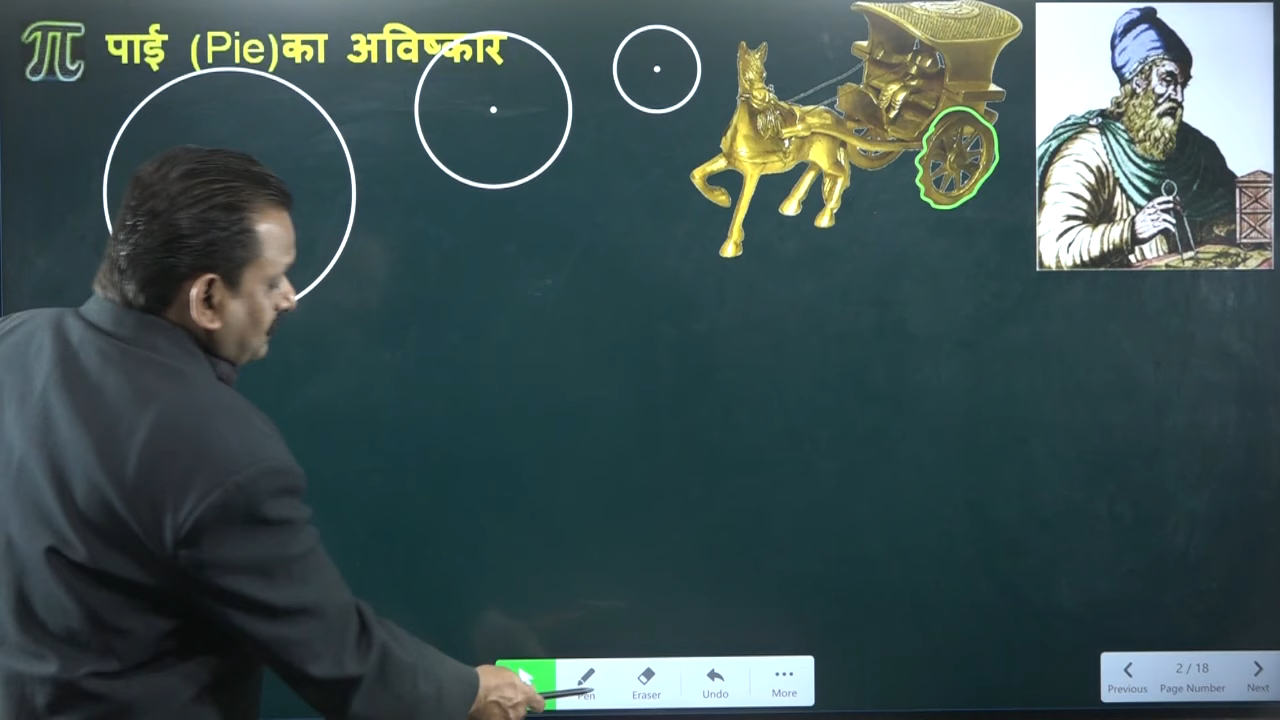 π पाई (Pie)का अविष्कार
Pen
Eraser
Undo
More
Previous
2 / 18
Page Number
Next